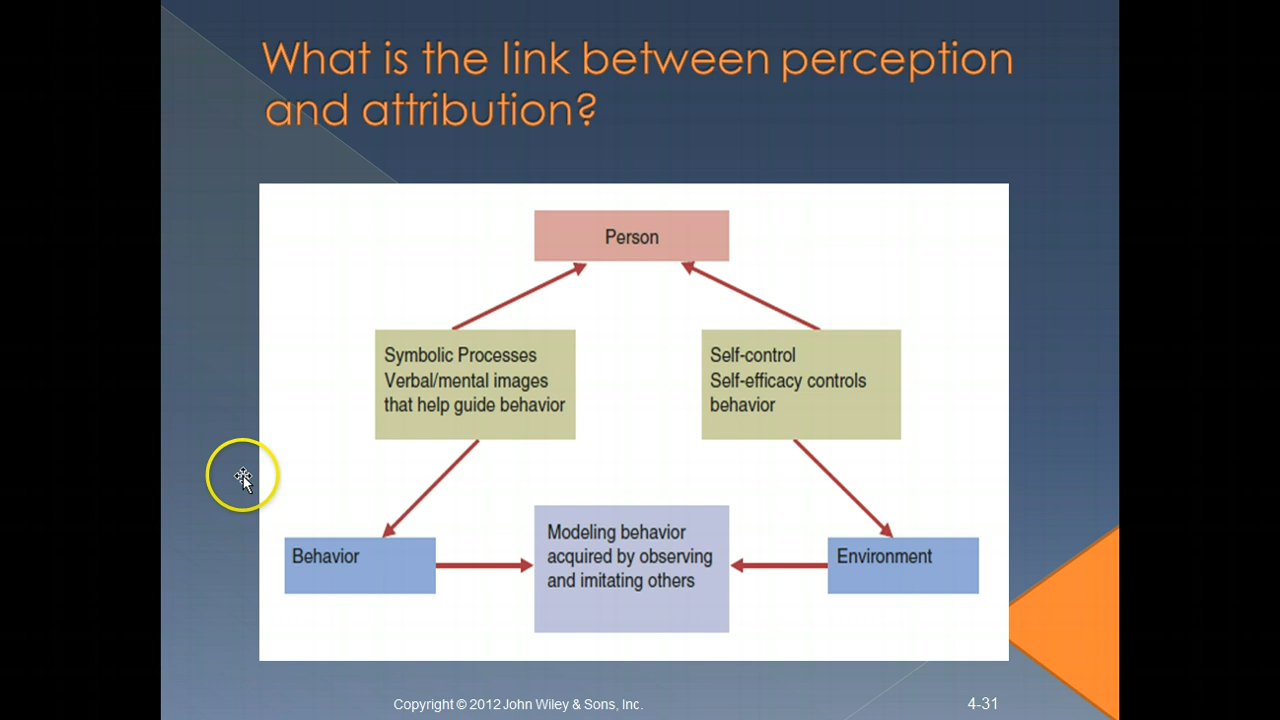 What is the link between perception
and attribution?
Person
Symbolic Processes
Verbal/mental images
that help guide behavior
Self-control
Self-efficacy controls
behavior
Behavior
Modeling behavior
acquired by observing
and imitating others
Environment
Copyright © 2012 John Wiley & Sons, Inc.
4-31